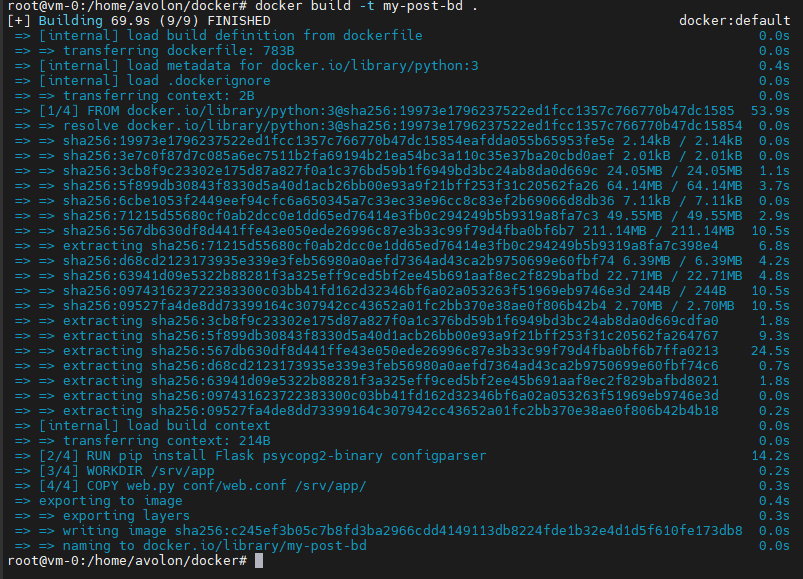 root@vm-0:/home/avolon/docker# docker build -t my-post-bd .
[+] Building 69.9s (9/9) FINISHED docker:default
=> [internal] load build definition from dockerfile 0.0s
=> => transferring dockerfile: 783B 0.0s
=> [internal] load metadata for docker.io/library/python:3 0.4s
=> [internal] load .dockerignore 0.0s
=> => transferring context: 2B 0.0s
=> [1/4] FROM docker.io/library/python:3@sha256:19973e1796237522ed1fcc1357c766770b47dc1585 53.9s
=> => resolve docker.io/library/python:3@sha256:19973e1796237522ed1fcc1357c766770b47dc15854 0.0s
=> => sha256:19973e1796237522ed1fcc1357c766770b47dc15854eafdda055b65953fe5e 2.14kB / 2.14kB 0.0s
=> => sha256:3e7c0f87d7c085a6ec7511b2fa69194b21ea54bc3a110c35e37ba20cbd0aef 2.01kB / 2.01kB 0.0s
=> => sha256:3cb8f9c23302e175d87a827f0a1c376bd59b1f6949bd3bc24ab8da0d669c 24.05MB / 24.05MB 1.1s
=> => sha256:5f899db30843f8330d5a40d1acb26bb00e93a9f21bff253f31c20562fa26 64.14MB / 64.14MB 3.7s
=> => sha256:6cbe1053f2449eef94cfc6a650345a7c33ec33e96cc8c83ef2b69066d8db36 7.11kB / 7.11kB 0.0s
=> => sha256:71215d55680cf0ab2dcc0e1dd65ed76414e3fb0c294249b5b9319a8fa7c3 49.55MB / 49.55MB 2.9s
=> => sha256:567db630df8d441ffe43e050ede26996c87e3b33c99f79d4fba0bf6b7 211.14MB / 211.14MB 10.5s
=> => extracting sha256:71215d55680cf0ab2dcc0e1dd65ed76414e3fb0c294249b5b9319a8fa7c398e4 6.8s
=> => sha256:d68cd2123173935e339e3feb56980a0aefd7364ad43ca2b9750699e60fbf74 6.39MB / 6.39MB 4.2s
=> => sha256:63941d09e5322b88281f3a325eff9ced5bf2ee45b691aaf8ec2f829bafbd 22.71MB / 22.71MB 4.8s
=> => sha256:097431623722383300c03bb41fd162d32346bf6a02a053263f51969eb9746e3d 244B / 244B 10.5s
=> => sha256:09527fa4de8dd73399164c307942cc43652a01fc2bb370e38ae0f806b42b4 2.70MB / 2.70MB 10.5s
=> => extracting sha256:3cb8f9c23302e175d87a827f0a1c376bd59b1f6949bd3bc24ab8da0d669cdfa0 1.8s
=> => extracting sha256:5f899db30843f8330d5a40d1acb26bb00e93a9f21bff253f31c20562fa264767 9.3s
=> => extracting sha256:567db630df8d441ffe43e050ede26996c87e3b33c99f79d4fba0bf6b7ffa0213 24.5s
=> => extracting sha256:d68cd2123173935e339e3feb56980a0aefd7364ad43ca2b9750699e60fbf74c6 0.7s
=> => extracting sha256:63941d09e5322b88281f3a325eff9ced5bf2ee45b691aaf8ec2f829bafbd8021 1.8s
=> => extracting sha256:097431623722383300c03bb41fd162d32346bf6a02a053263f51969eb9746e3d 0.0s
=> => extracting sha256:09527fa4de8dd73399164c307942cc43652a01fc2bb370e38ae0f806b42b4b18 0.2s
=> [internal] load build context 0.0s
=> => transferring context: 214B 0.0s
=> [2/4] RUN pip install Flask psycopg2-binary configparser 14.2s
=> [3/4] WORKDIR /srv/app 0.2s
=> [4/4] COPY web.py conf/web.conf /srv/app/ 0.3s
=> exporting to image 0.4s
=> => exporting layers 0.3s
=> => writing image sha256:c245ef3b05c7b8fd3ba2966cdd4149113db8224fde1b32e4d1d5f610fe173db8 0.0s
=> => naming to docker.io/library/my-post-bd 0.0s
root@vm-0:/home/avolon/docker#